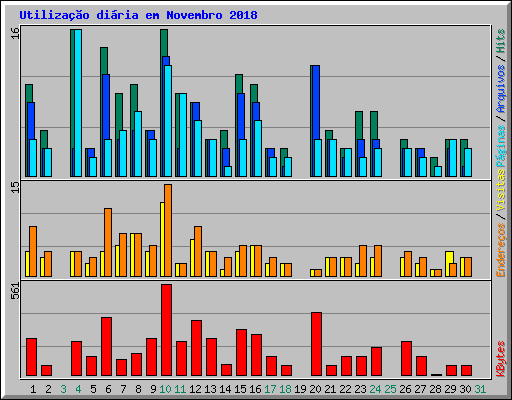 Utilização diária em Novembro 2018
16
15
561
Endereços / Visitas Páginas / Arquivos / Hits
KBytes
1 2 3 4 5 6 7 8 9 10 11 12 13 14 15 16 17 18 19 20 21 22 23 24 25 26 27 28 29 30 31